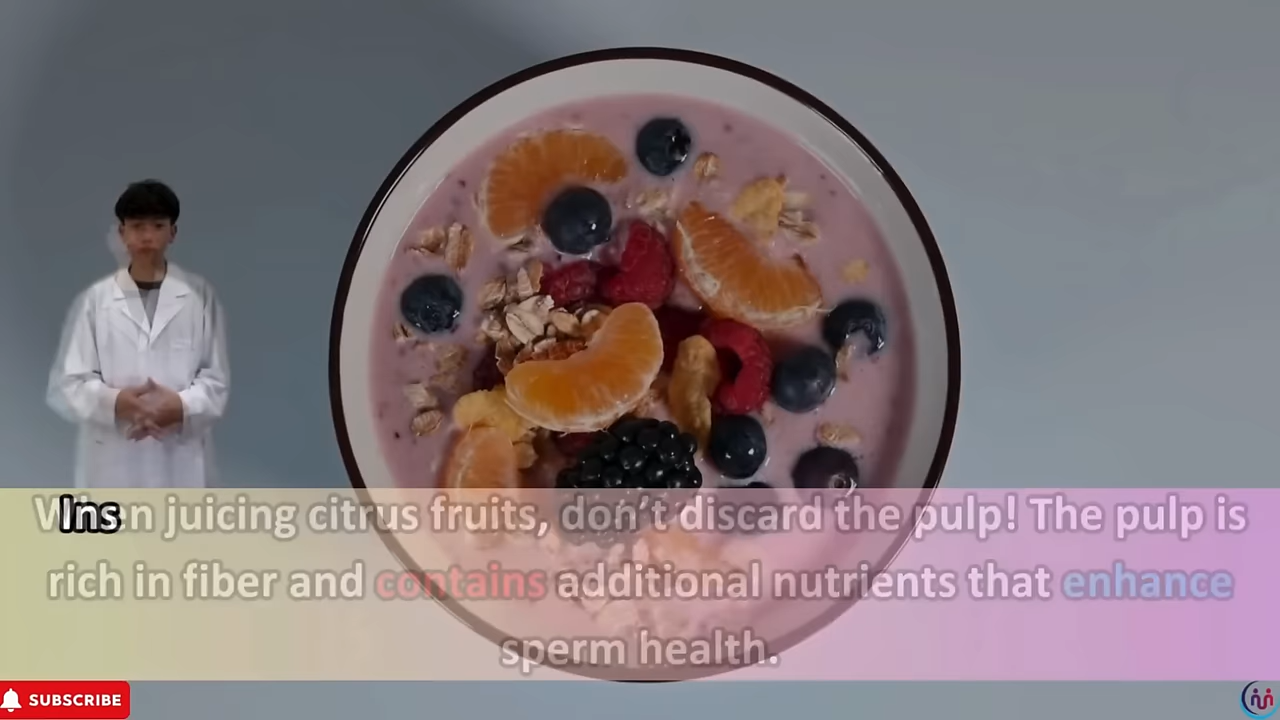 When juicing citrus fruits, don't discard the pulp! The pulp is
Ins
rich in fiber and contains additional nutrients that enhance
sperm health.
SUBSCRIBE